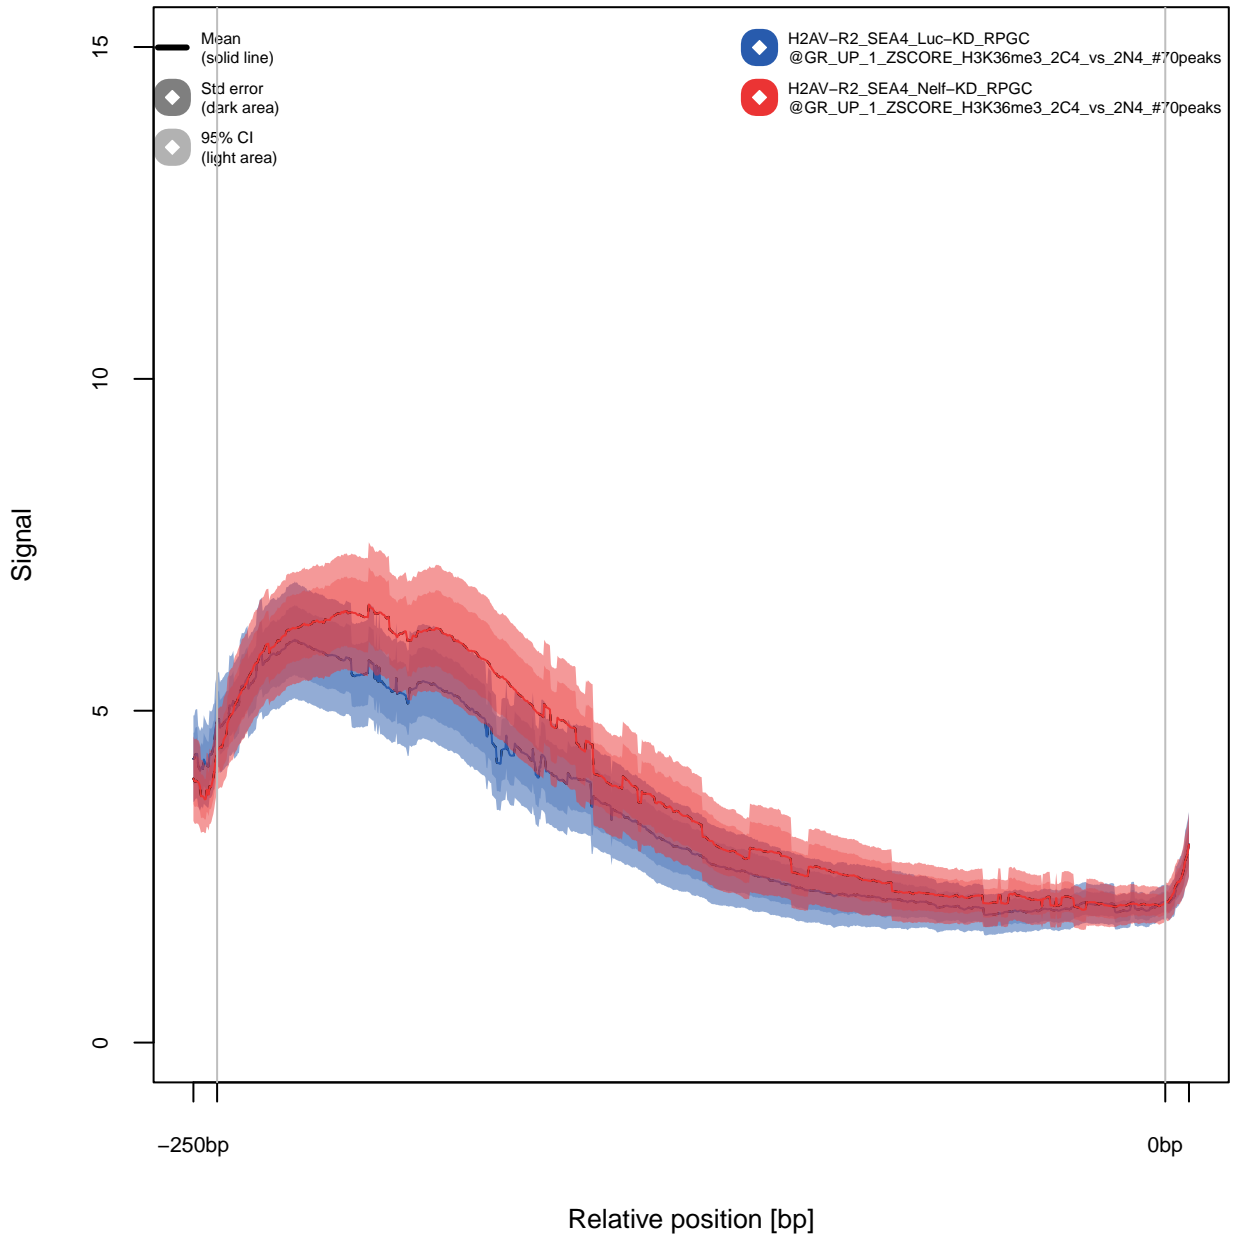 Mean
(solid line)
Std error
(dark area)
95% CI
(light area)
H2AV−R2_SEA4_Luc−KD_RPGC
@GR_UP_1_ZSCORE_H3K36me3_2C4_vs_2N4_#70peaks
H2AV−R2_SEA4_Nelf−KD_RPGC
@GR_UP_1_ZSCORE_H3K36me3_2C4_vs_2N4_#70peaks
15
10
5
0
Signal
−250bp
0bp
Relative position [bp]